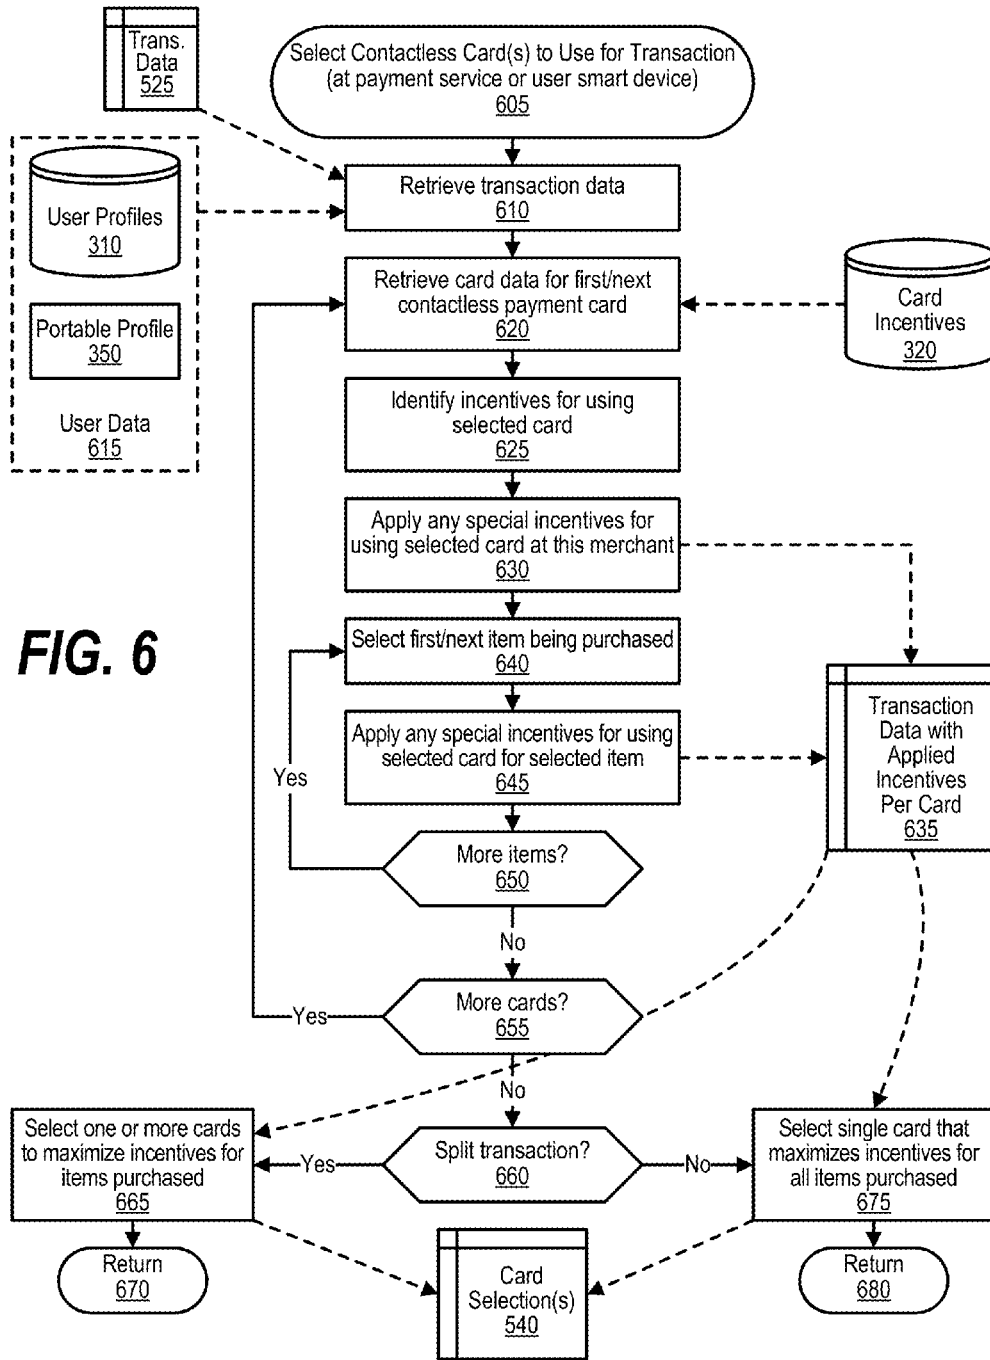 Trans.
Data
525
Select Contactless Card(s) to Use for Transaction
(at payment service or user smart device)
605
User Profiles
310
Portable Profile
350
User Data
615
Retrieve transaction data
610
Retrieve card data for first/next
contactless payment card
620
Card
Incentives
320
Identify incentives for using
selected card
625
Apply any special incentives for
using selected card at this merchant
630
FIG. 6
Select first/next item being purchased
640
Apply any special incentives for using
selected card for selected item
645
Yes
Transaction
Data with
Applied
Incentives
Per Card
635
More items?
650
No
More cards?
655
Yes
No
Select one or more cards
to maximize incentives for
items purchased
665
Yes
Split transaction?
660
No
Select single card that
maximizes incentives for
all items purchased
675
Return
670
Card
Selection(s)
540
Return
680